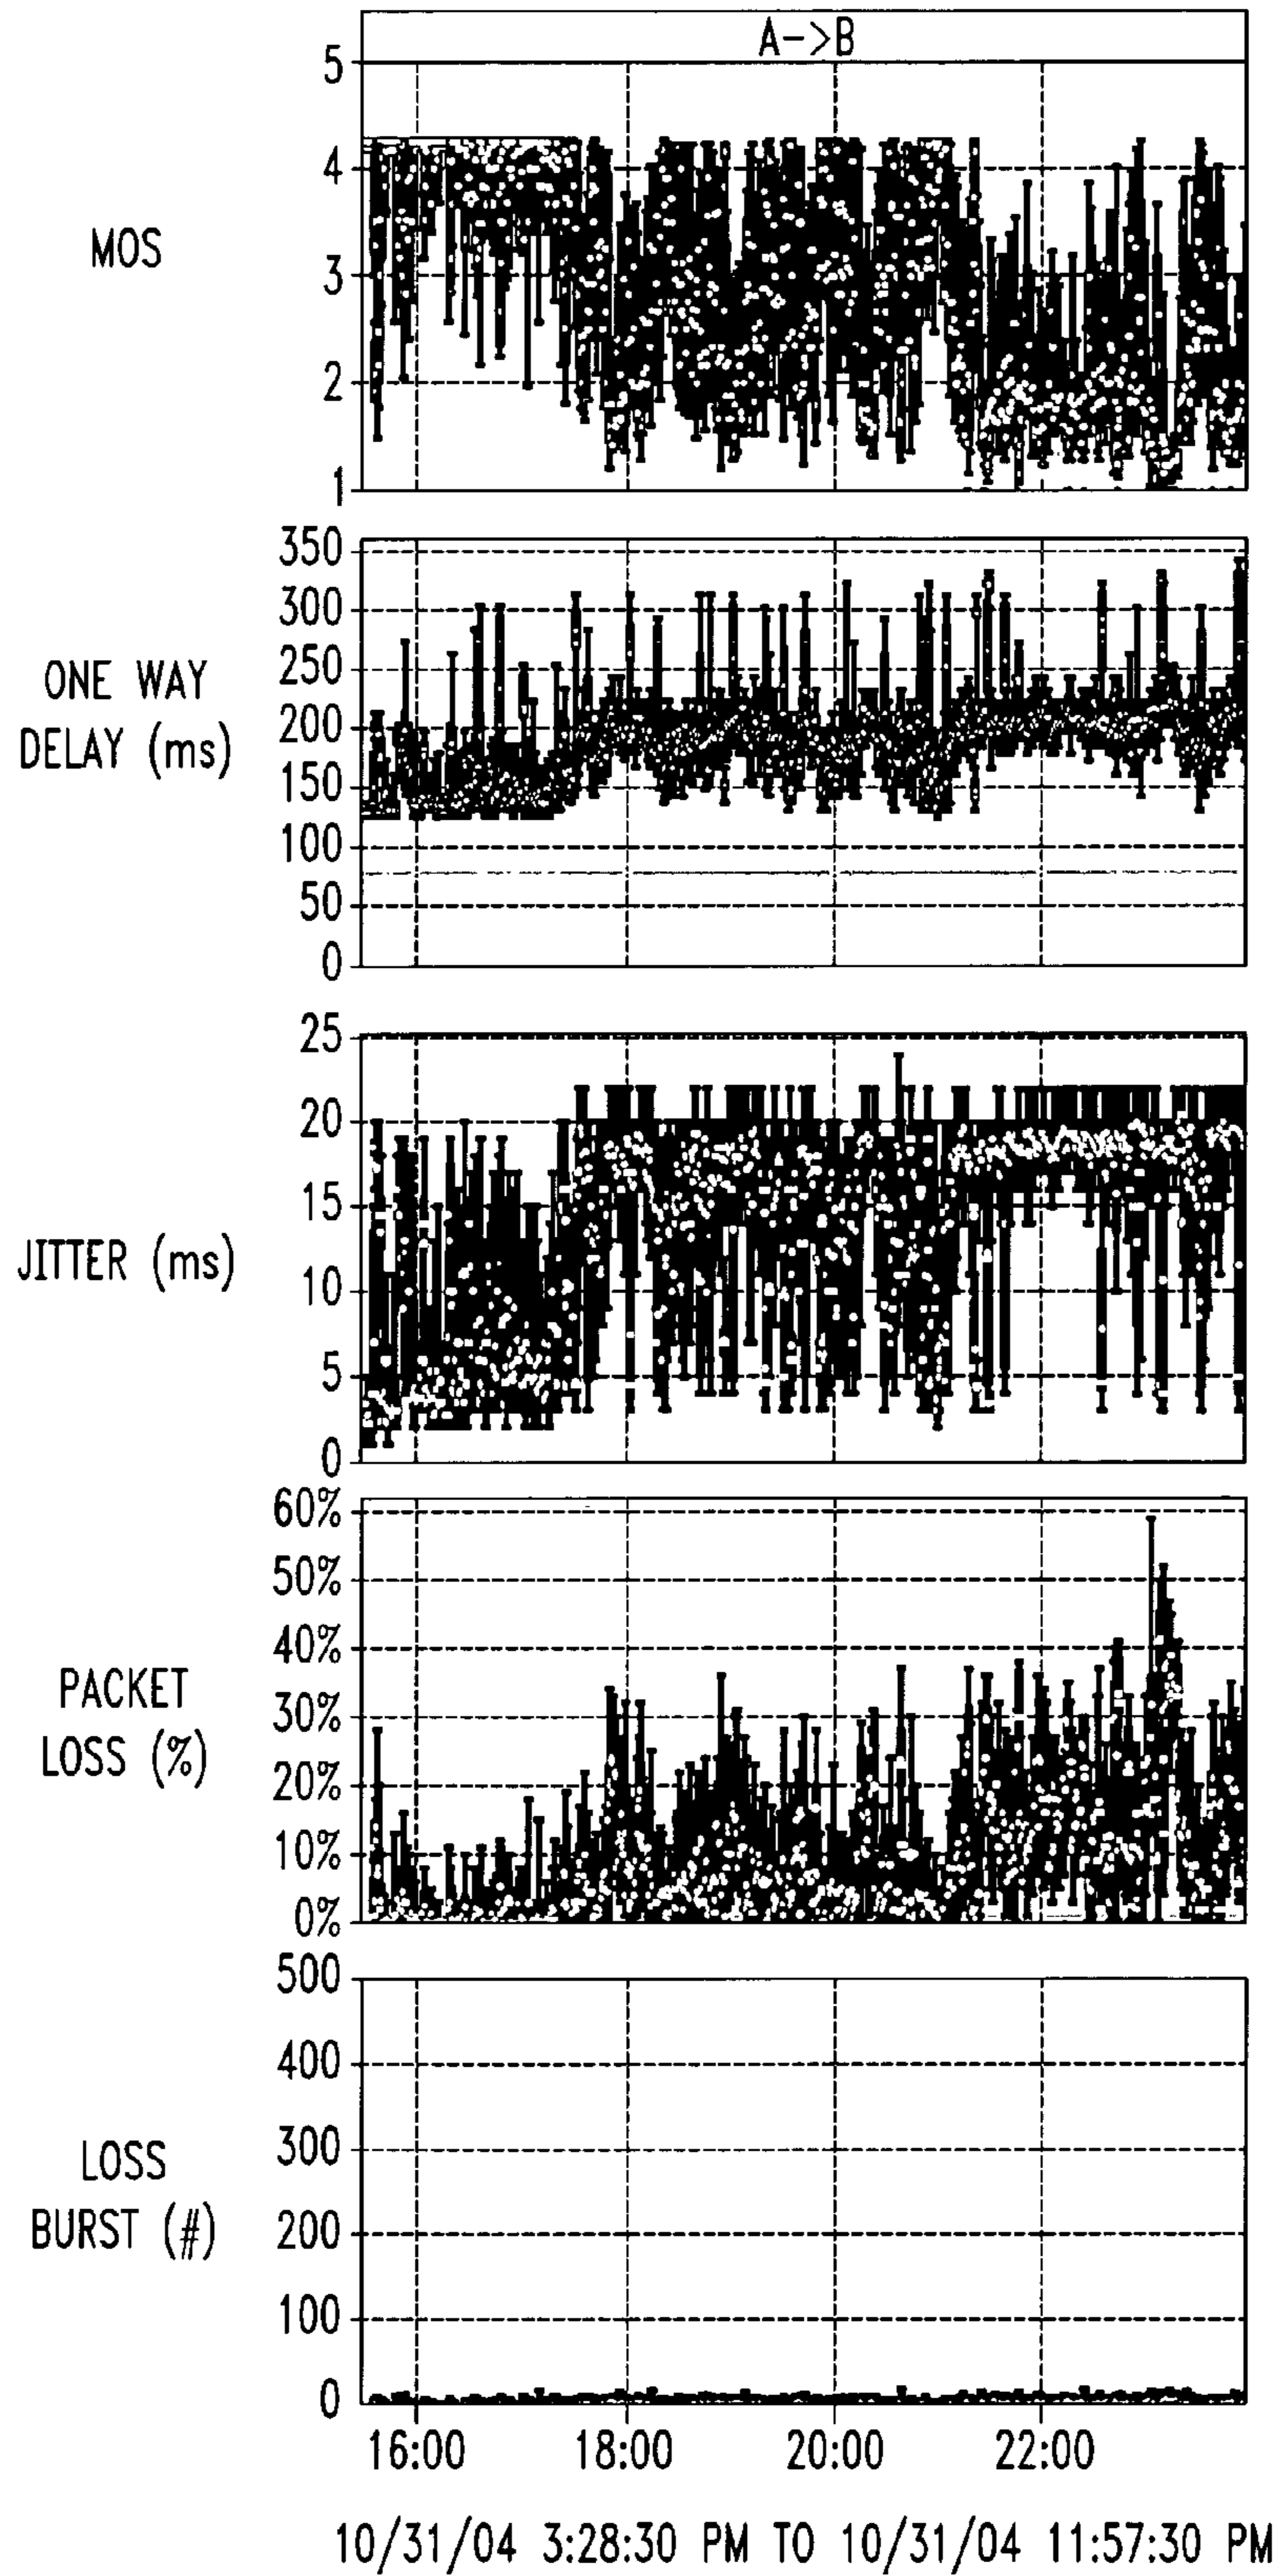 A->B
5
4
3
2
1
MOS
350
300
250
200
150
100
50
0
ONE WAY
DELAY (ms)
25
20
15
10
5
0
JITTER (ms)
60%
50%
40%
30%
20%
10%
0%
PACKET
LOSS (%)
500
400
300
200
100
0
LOSS
BURST (#)
16:00 18:00 20:00 22:00
10/31/04 3:28:30 PM TO 10/31/04 11:57:30 PM